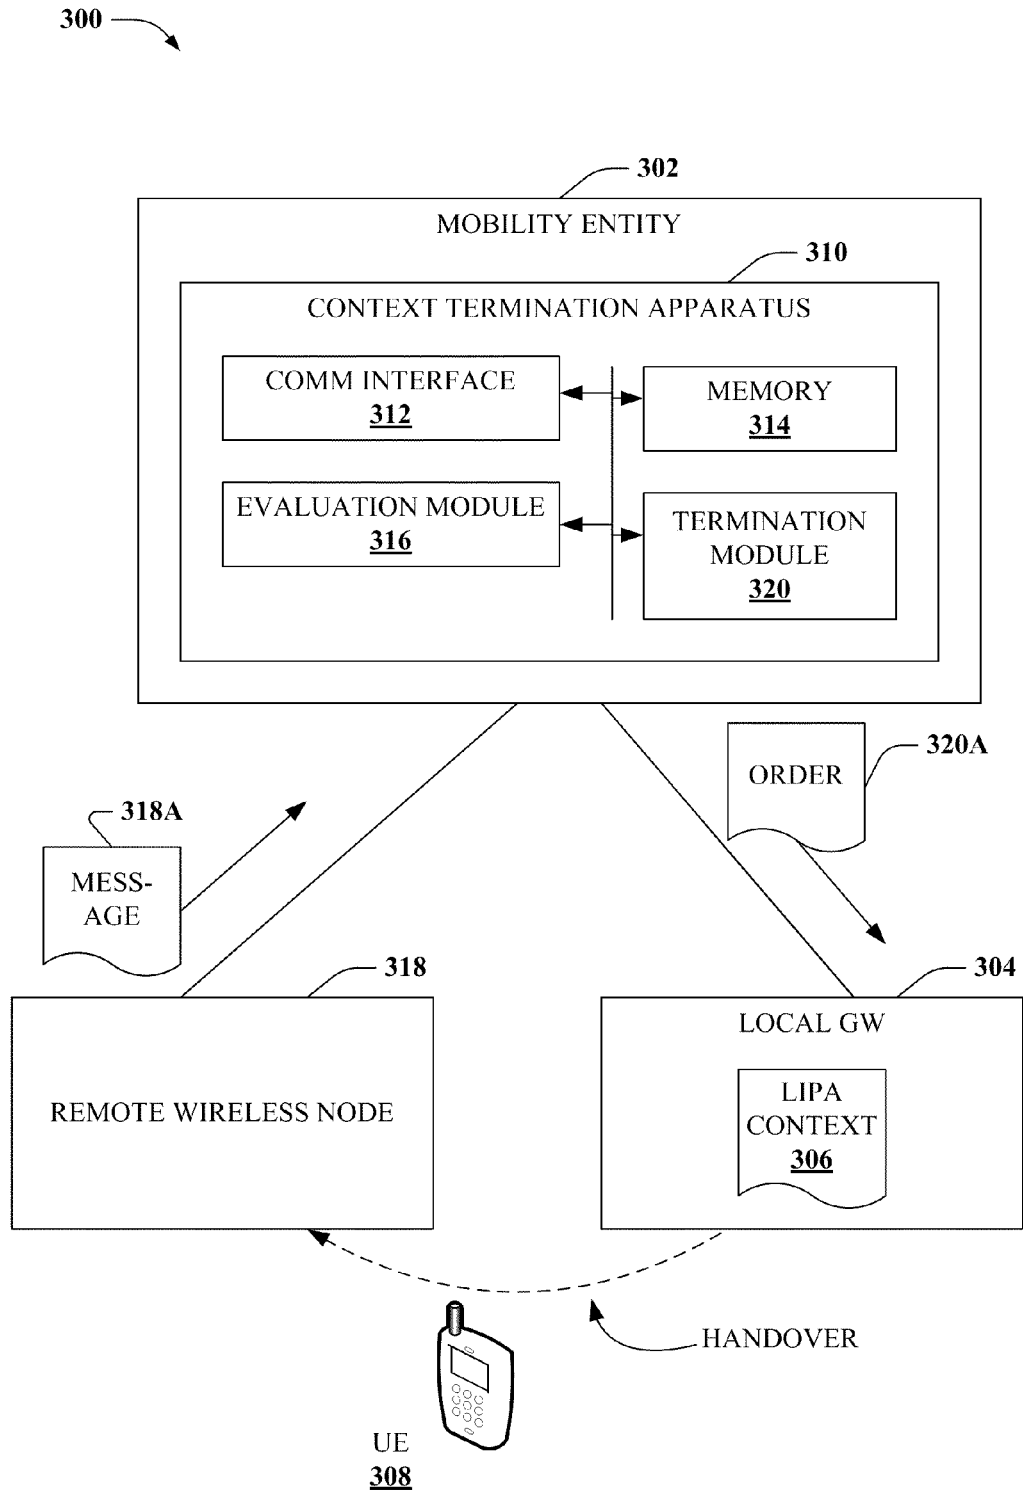 300
302
MOBILITY ENTITY
310
CONTEXT TERMINATION APPARATUS
COMM INTERFACE
312
MEMORY
314
EVALUATION MODULE
316
TERMINATION
MODULE
320
320A
ORDER
318A
MESS-
AGE
318
304
REMOTE WIRELESS NODE
LOCAL GW
LIPA
CONTEXT
306
HANDOVER
UE
308